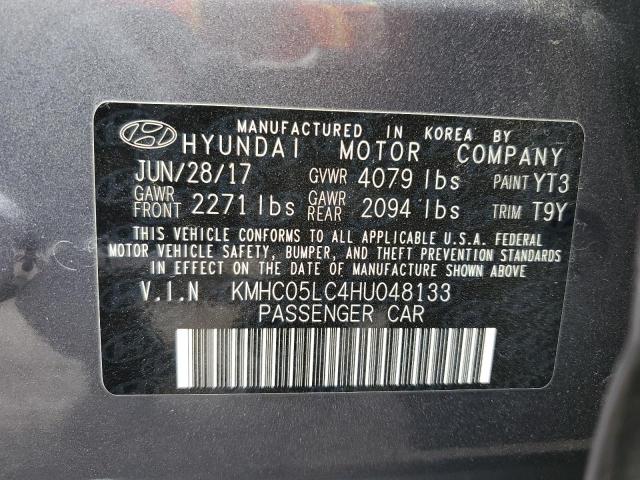 MANUFACTURED IN KOREA BY
HYUNDAI MOTOR COMPANY
JUN/28/17 GVWR 4079 lbs PAINT YT3
GAWR FRONT 2271 lbs GAWR REAR 2094 lbs TRIM T9Y
THIS VEHICLE CONFORMS TO ALL APPLICABLE U.S.A. FEDERAL
MOTOR VEHICLE SAFETY, BUMPER, AND THEFT PREVENTION STANDARDS
IN EFFECT ON THE DATE OF MANUFACTURE SHOWN ABOVE
V.I.N KMHC05LC4HU048133
PASSENGER CAR